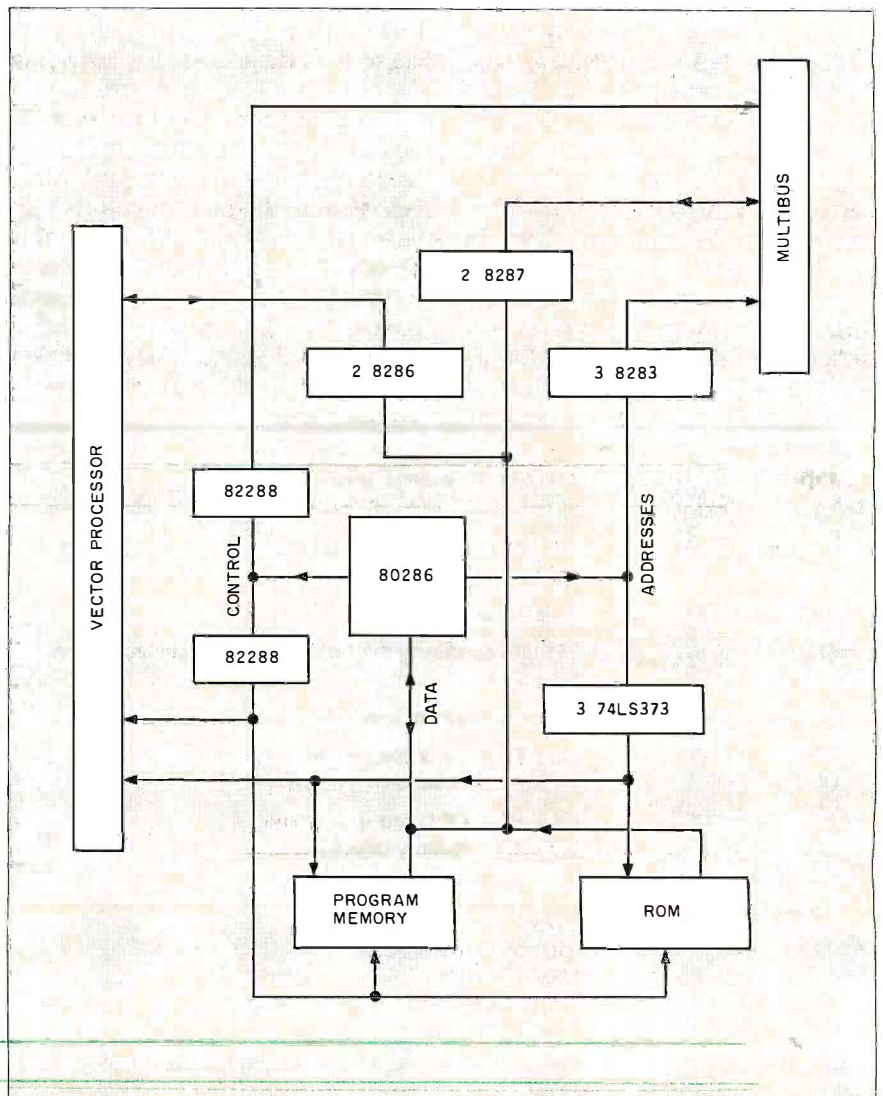 MULTIBUS
2 8287
2 8286
3 8283
VECTOR PROCESSOR
82288
CONTROL
80286
ADDRESSES
82288
DATA
3 74LS373
PROGRAM
MEMORY
ROM